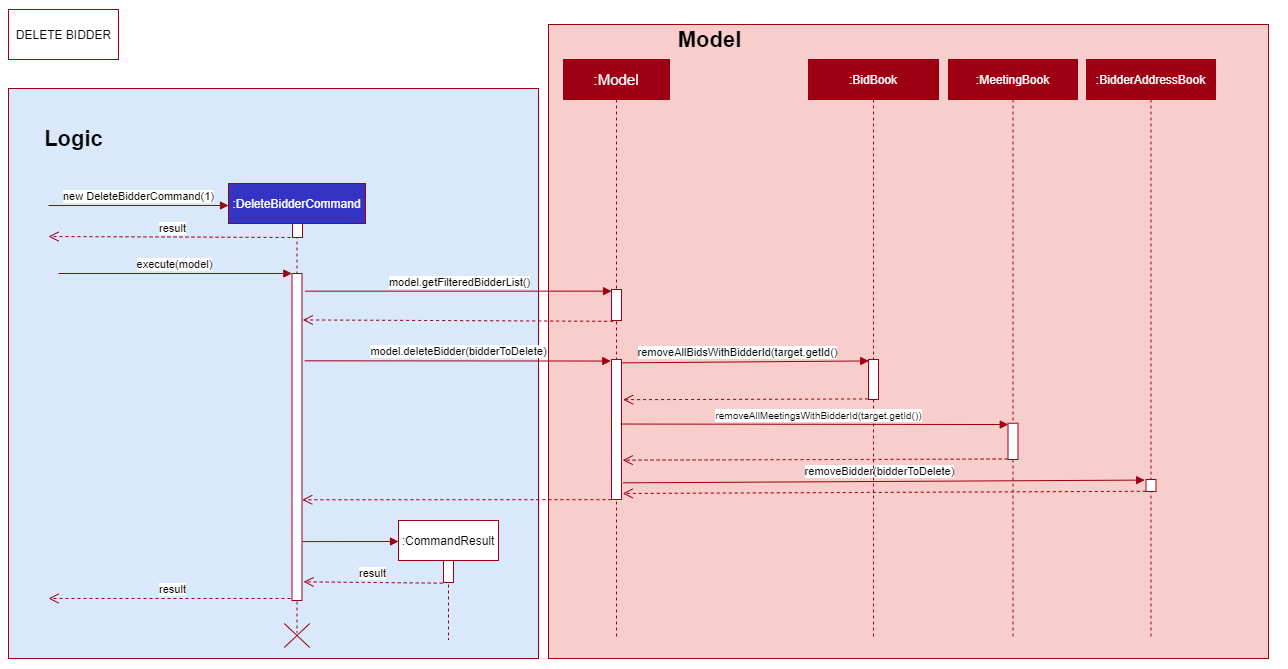 DELETE BIDDER
Model
:Model
:BidBook
:MeetingBook
:BidderAddressBook
Logic
new DeleteBidderCommand(1)
:DeleteBidderCommand
result
execute(model)
model.getFilteredBidderList()
model.deleteBidder(bidderToDelete)
removeAllBidsWithBidderId(target.getId()
removeAllMeetingsWithBidderId(target.getId())
removeBidder(bidderToDelete)
:CommandResult
result
result